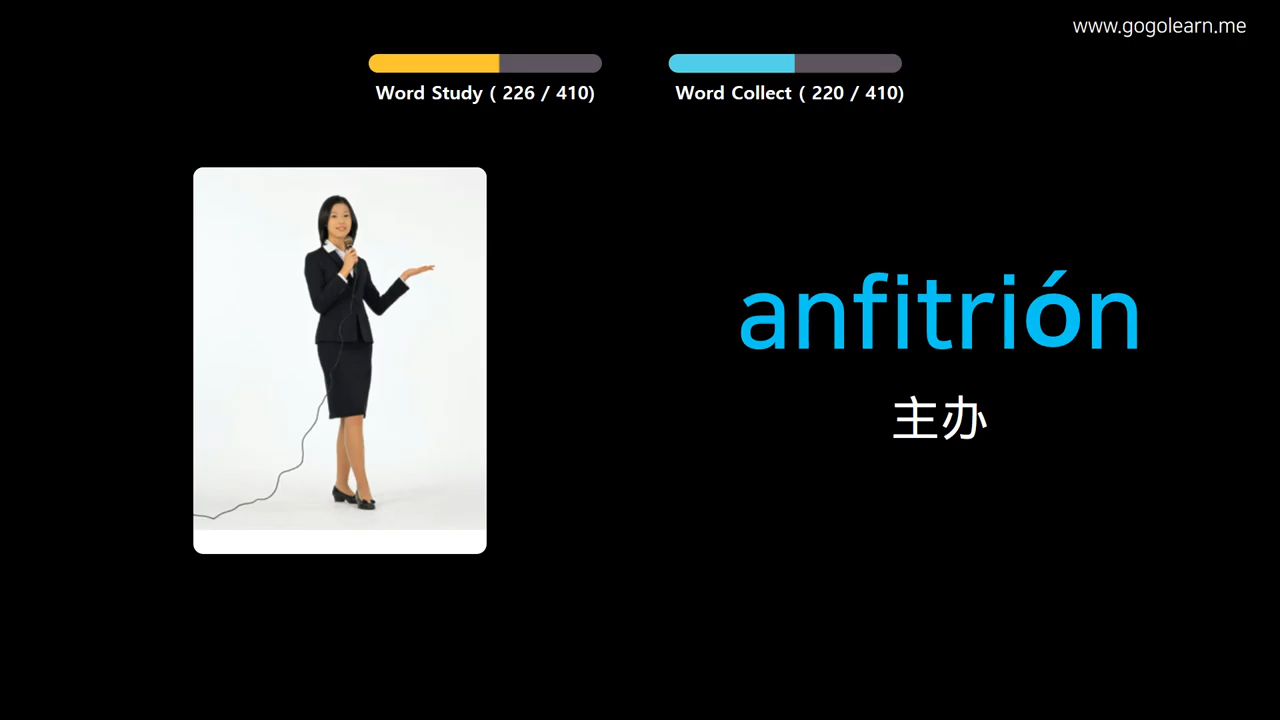 www.gogolearn.me
Word Study ( 226 / 410)
Word Collect ( 220 / 410)
anfitrión
主办